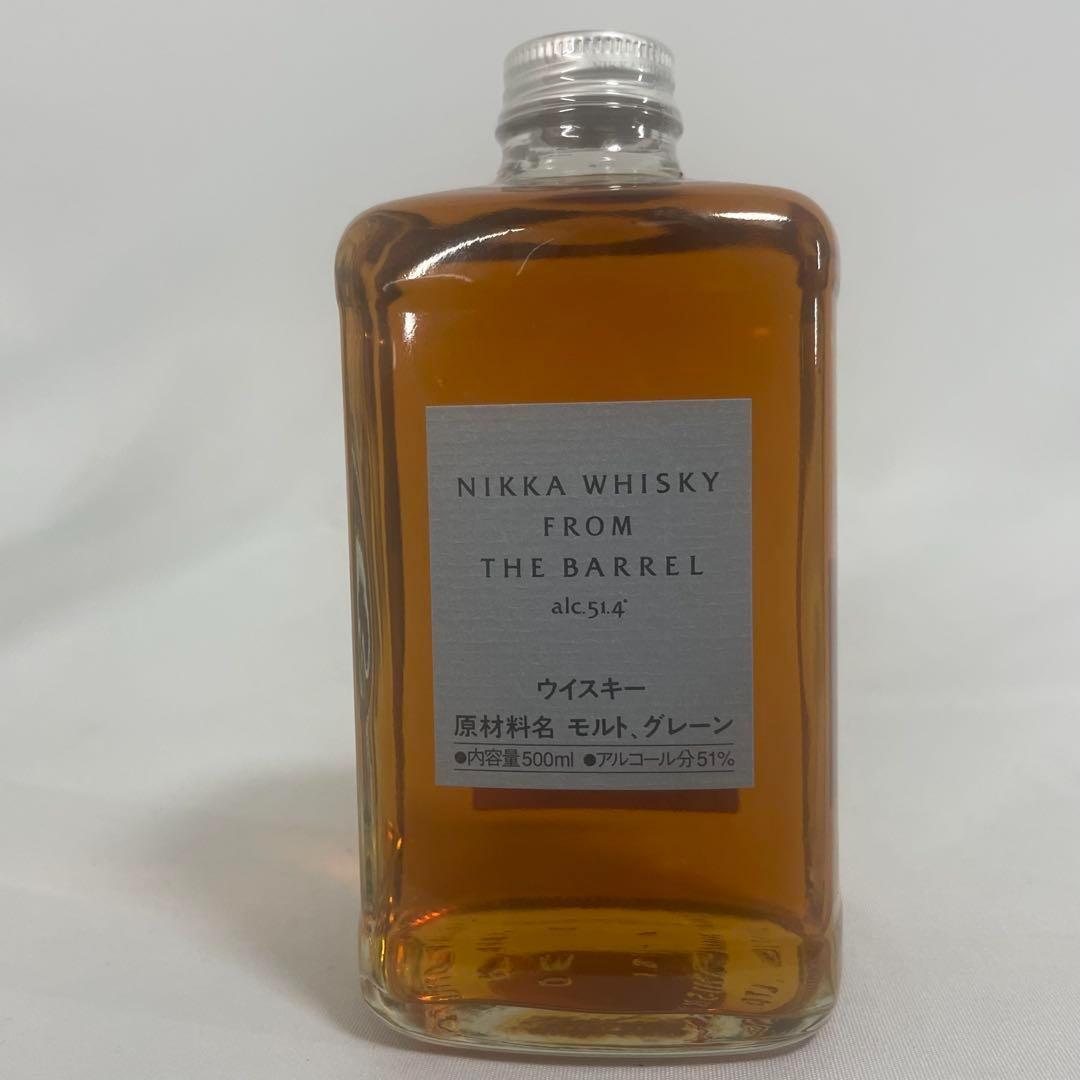 NIKKA WHISKY
FROM
THE BARREL
alc.51.4°
ウイスキー
原材料名 モルト、グレーン
●内容量500ml ●アルコール分51%